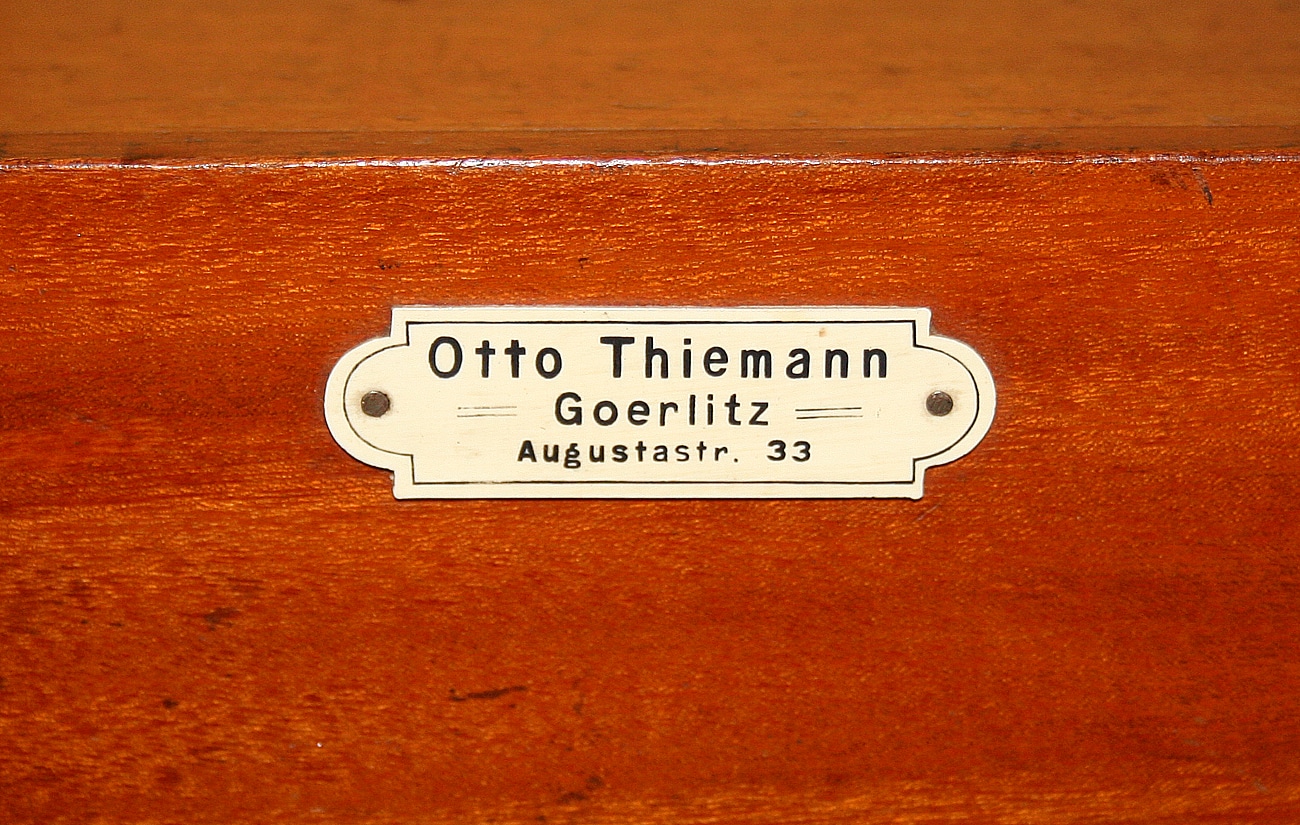 Otto Thiemann
Goerlitz
Augustastr. 33